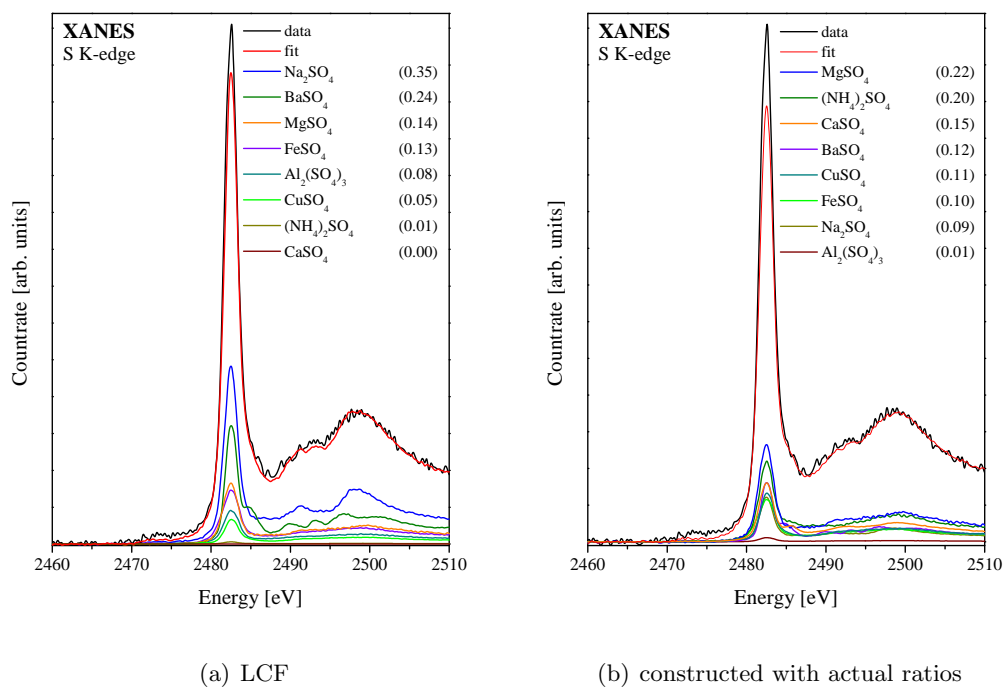 XANES
S K-edge
data
fit
Na₂SO₄ (0.35)
BaSO₄ (0.24)
MgSO₄ (0.14)
FeSO₄ (0.13)
Al₂(SO₄)₃ (0.08)
CuSO₄ (0.05)
(NH₄)₂SO₄ (0.01)
CaSO₄ (0.00)
Countrate [arb. units]
2460 2470 2480 2490 2500 2510
Energy [eV]
(a) LCF
XANES
S K-edge
data
fit
MgSO₄ (0.22)
(NH₄)₂SO₄ (0.20)
CaSO₄ (0.15)
BaSO₄ (0.12)
CuSO₄ (0.11)
FeSO₄ (0.10)
Na₂SO₄ (0.09)
Al₂(SO₄)₃ (0.01)
Countrate [arb. units]
2460 2470 2480 2490 2500 2510
Energy [eV]
(b) constructed with actual ratios